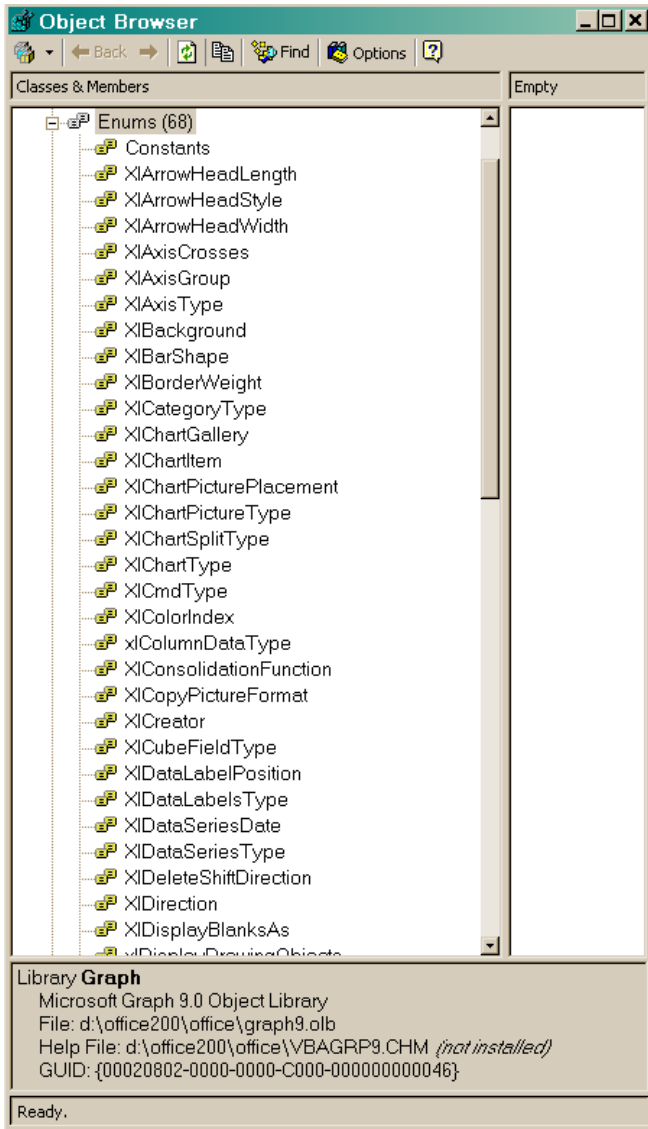 Object Browser
Back Find Options
Classes & Members Empty
Enums (68)
Constants
XlArrowHeadLength
XlArrowHeadStyle
XlArrowHeadWidth
XlAxisCrosses
XlAxisGroup
XlAxisType
XlBackground
XlBarShape
XlBorderWeight
XlCategoryType
XlChartGallery
XlChartItem
XlChartPicturePlacement
XlChartPictureType
XlChartSplitType
XlChartType
XlCmdType
XlColorIndex
xlColumnDataType
XlConsolidationFunction
XlCopyPictureFormat
XlCreator
XlCubeFieldType
XlDataLabelPosition
XlDataLabelsType
XlDataSeriesDate
XlDataSeriesType
XlDeleteShiftDirection
XlDirection
XlDisplayBlanksAs
xlDisplayDrawingObjects
Library Graph
Microsoft Graph 9.0 Object Library
File: d:\office200\office\graph9.olb
Help File: d:\office200\office\VBAGRP9.CHM (not installed)
GUID: {00020802-0000-0000-C000-000000000046}
Ready.